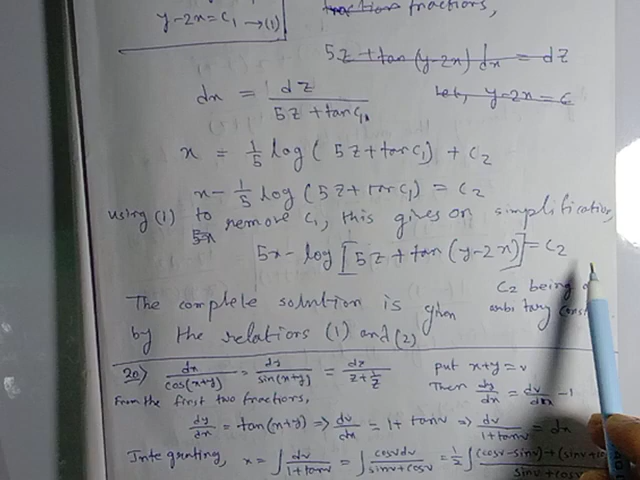 fractions,
y-2x = C₁ →(1)
5z + tan(y-2x) dx = dz
Let, y-2x = C
dx = dz / (5z + tan C₁)
x = 1/5 log (5z + tan C₁) + C₂
x - 1/5 log (5z + tan C₁) = C₂
using (1) to remove C₁, this gives on simplification,
5x - log [5z + tan (y-2x)] = C₂
C₂ being
The complete solution is given arbitrary const
by the relations (1) and (2)
20) dx/cos(x+y) = dy/sin(x+y) = dz/(z + 1/z) put x+y = v
From the first two fractions, Then dy/dx = dv/dx - 1
dy/dx = tan(x+y) ⇒ dv/dx = 1 + tan v ⇒ dv/(1+tan v) = dx
Integrating, x = ∫ dv/(1+tan v) = ∫ cos v dv/(sin v + cos v) = 1/2 ∫ (cos v - sin v) + (sin v + cos / sin v + cos